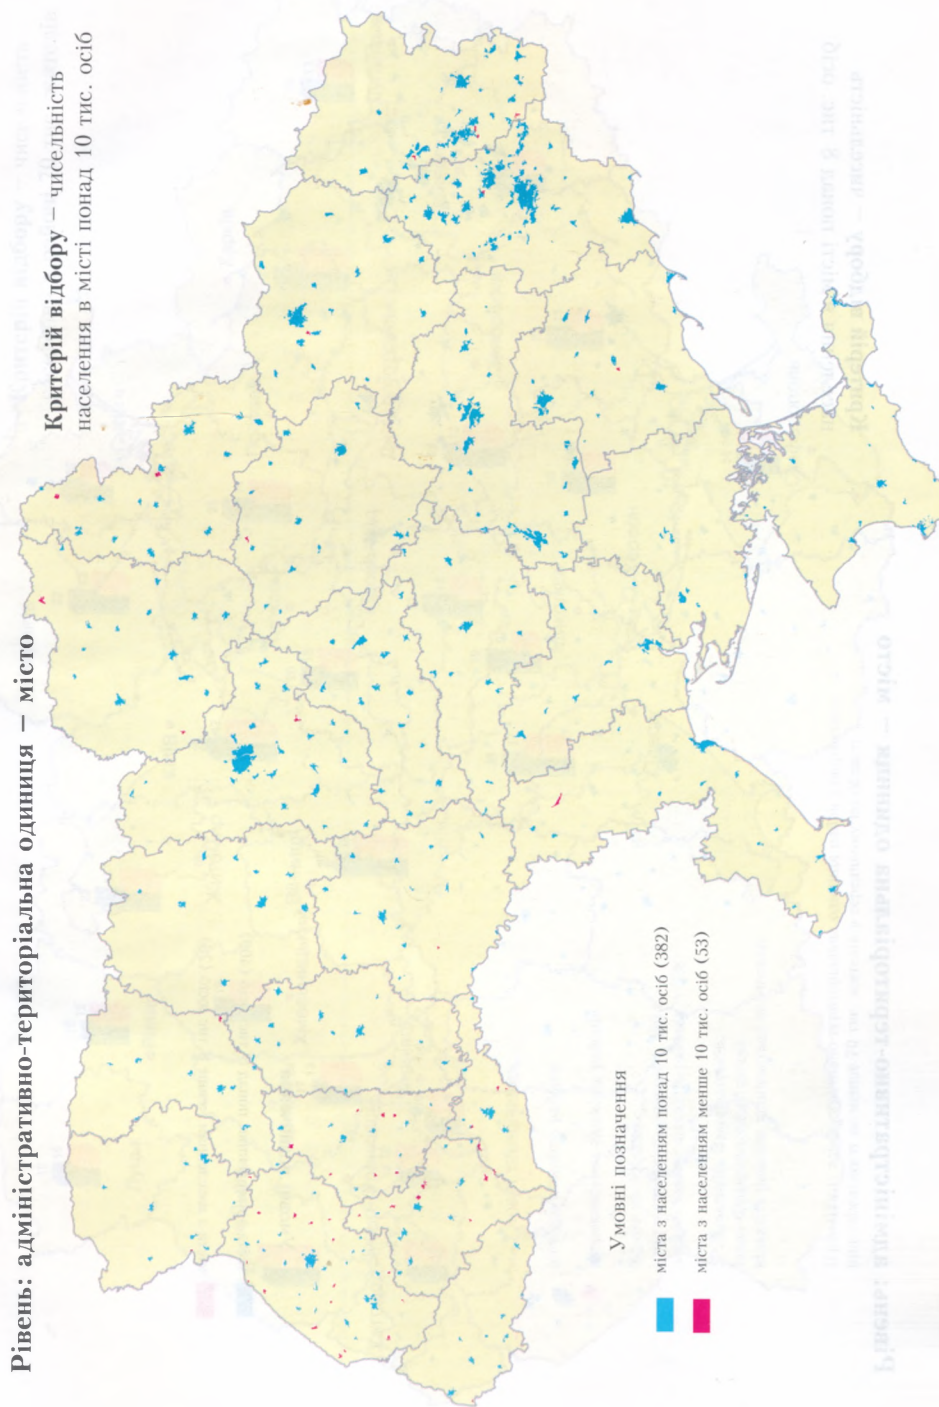 Рівень: адміністративно-територіальна одиниця – місто
Критерій відбору – чисельність
населення в місті понад 10 тис. осіб
Умовні позначення
міста з населенням понад 10 тис. осіб (382)
міста з населенням менше 10 тис. осіб (53)